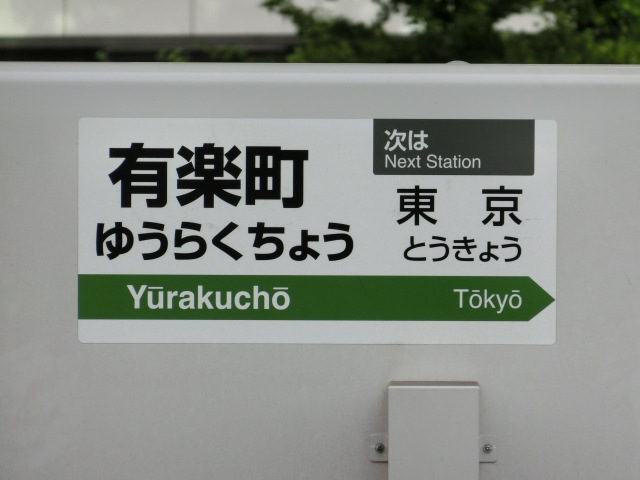 有楽町
ゆうらくちょう
Yūrakuchō
次は
Next Station
東京
とうきょう
Tōkyō